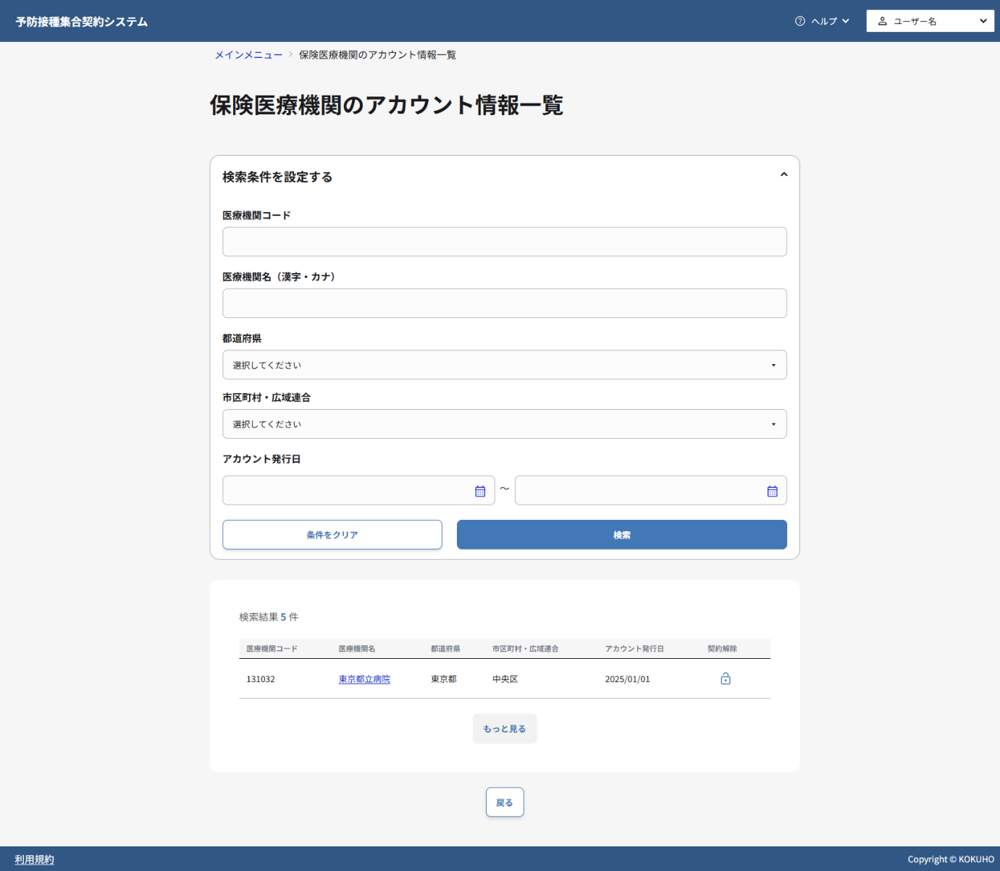 予防接種集合契約システム
ヘルプ
ユーザー名
メインメニュー > 保険医療機関のアカウント情報一覧
保険医療機関のアカウント情報一覧
検索条件を設定する
医療機関コード
医療機関名（漢字・カナ）
都道府県
選択してください
市区町村・広域連合
選択してください
アカウント発行日
～
条件をクリア 検索
検索結果 5 件
医療機関コード 医療機関名 都道府県 市区町村・広域連合 アカウント発行日 契約解除
131032 東京都立病院 東京都 中央区 2025/01/01
もっと見る
戻る
利用規約
Copyright © KOKUHO